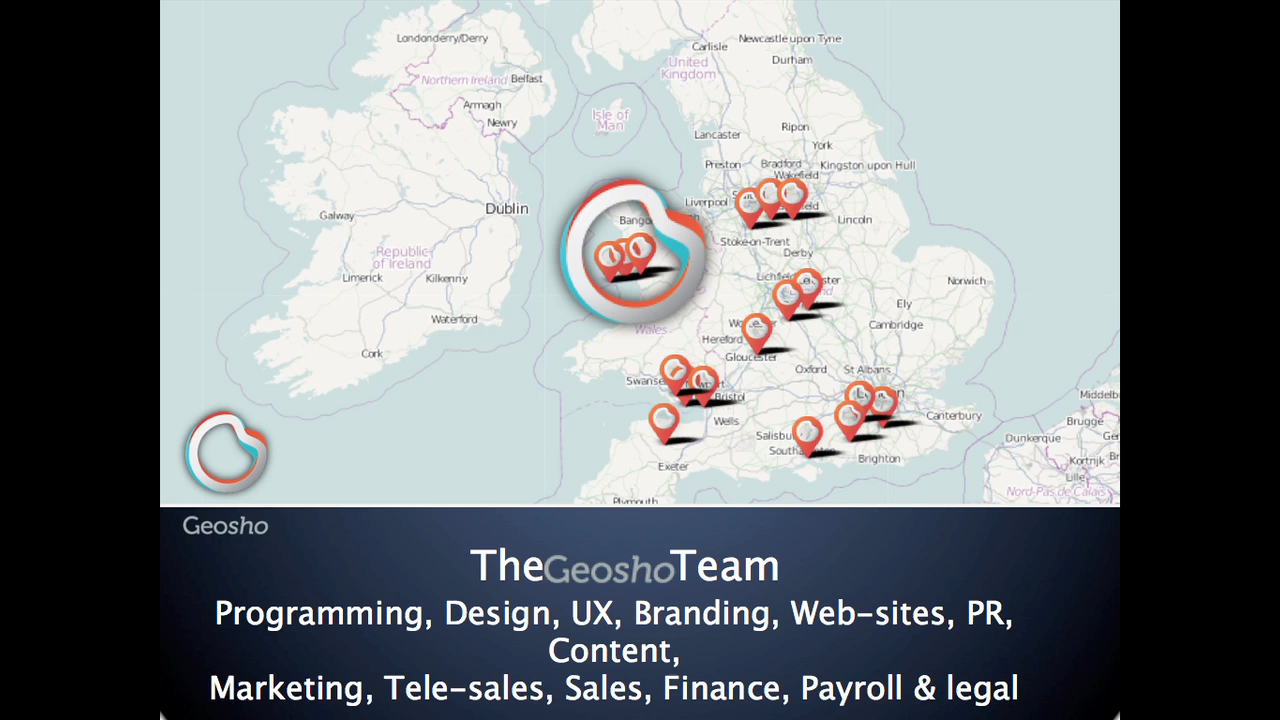 Londonderry/Derry
Carlisle
Newcastle upon Tyne
United
Kingdom
Durham
Northern Ireland
Belfast
Armagh
Newry
Isle of
Man
Lancaster
Ripon
York
Preston
Bradford
Kingston upon Hull
Wakefield
Liverpool
Dublin
Galway
Lincoln
Stoke-on-Trent
Derby
Republic
of Ireland
Limerick
Kilkenny
Norwich
Ely
Waterford
Cambridge
Wales
Hereford
Cork
Gloucester
Oxford
St Albans
Bristol
Canterbury
Wells
Brugge
Dunkerque
Brighton
Kortrijk
Exeter
Lille
Nord-Pas de Calais
Plymouth
Geosho
TheGeoshoTeam
Programming, Design, UX, Branding, Web-sites, PR,
Content,
Marketing, Tele-sales, Sales, Finance, Payroll & legal